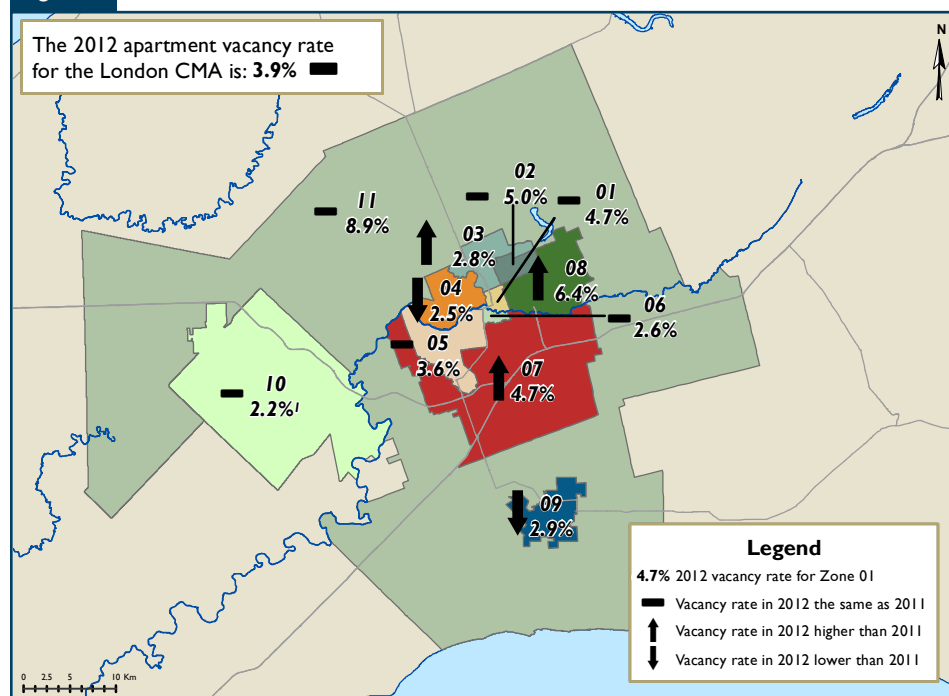 The 2012 apartment vacancy rate
for the London CMA is: 3.9%
N
02
5.0%
01
4.7%
11
8.9%
03
2.8%
08
6.4%
04
2.5%
06
2.6%
05
3.6%
07
4.7%
10
2.2%¹
09
2.9%
Legend
4.7% 2012 vacancy rate for Zone 01
Vacancy rate in 2012 the same as 2011
Vacancy rate in 2012 higher than 2011
Vacancy rate in 2012 lower than 2011
0 2.5 5 10 Km